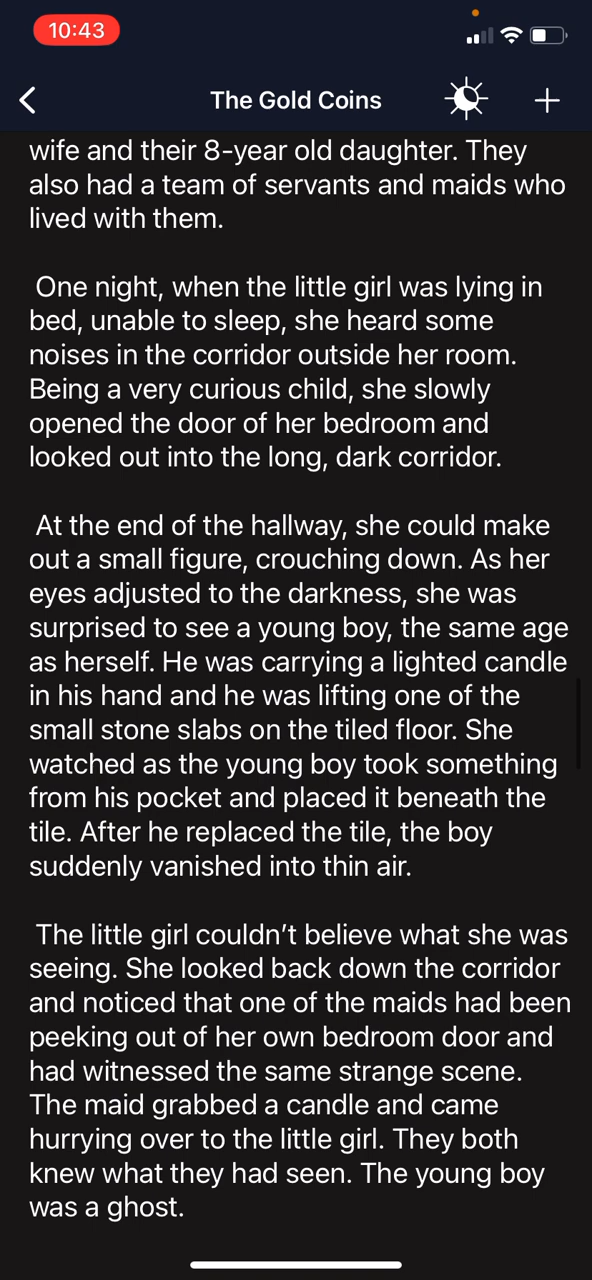 10:43
The Gold Coins
wife and their 8-year old daughter. They
also had a team of servants and maids who
lived with them.
One night, when the little girl was lying in
bed, unable to sleep, she heard some
noises in the corridor outside her room.
Being a very curious child, she slowly
opened the door of her bedroom and
looked out into the long, dark corridor.
At the end of the hallway, she could make
out a small figure, crouching down. As her
eyes adjusted to the darkness, she was
surprised to see a young boy, the same age
as herself. He was carrying a lighted candle
in his hand and he was lifting one of the
small stone slabs on the tiled floor. She
watched as the young boy took something
from his pocket and placed it beneath the
tile. After he replaced the tile, the boy
suddenly vanished into thin air.
The little girl couldn’t believe what she was
seeing. She looked back down the corridor
and noticed that one of the maids had been
peeking out of her own bedroom door and
had witnessed the same strange scene.
The maid grabbed a candle and came
hurrying over to the little girl. They both
knew what they had seen. The young boy
was a ghost.